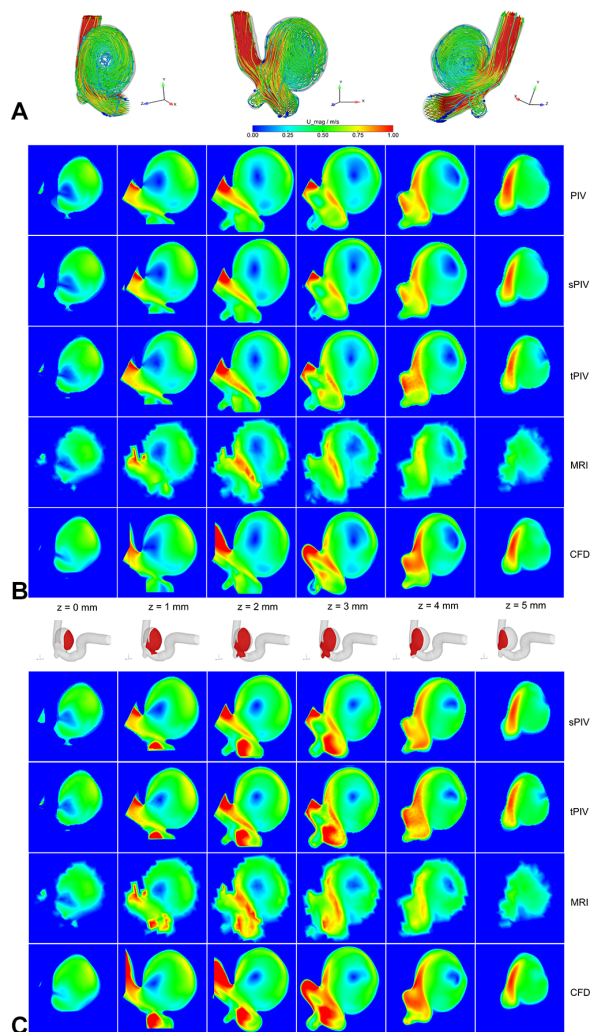 Y
Z
X
Y
X
Y
Z
X
A
U_mag / m/s
0.00 0.25 0.50 0.75 1.00
PIV
sPIV
tPIV
MRI
CFD
B
z = 0 mm z = 1 mm z = 2 mm z = 3 mm z = 4 mm z = 5 mm
sPIV
tPIV
MRI
CFD
C